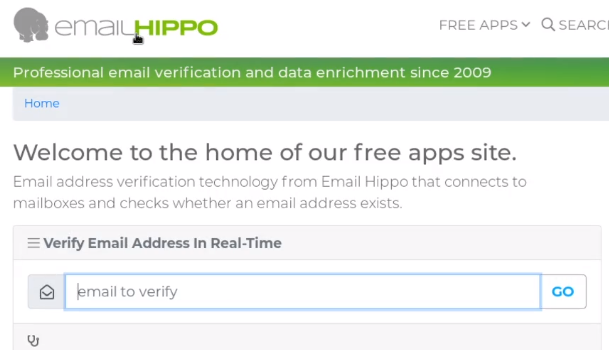 emailHIPPO
FREE APPS SEARCH
Professional email verification and data enrichment since 2009
Home
Welcome to the home of our free apps site.
Email address verification technology from Email Hippo that connects to
mailboxes and checks whether an email address exists.
Verify Email Address In Real-Time
email to verify GO